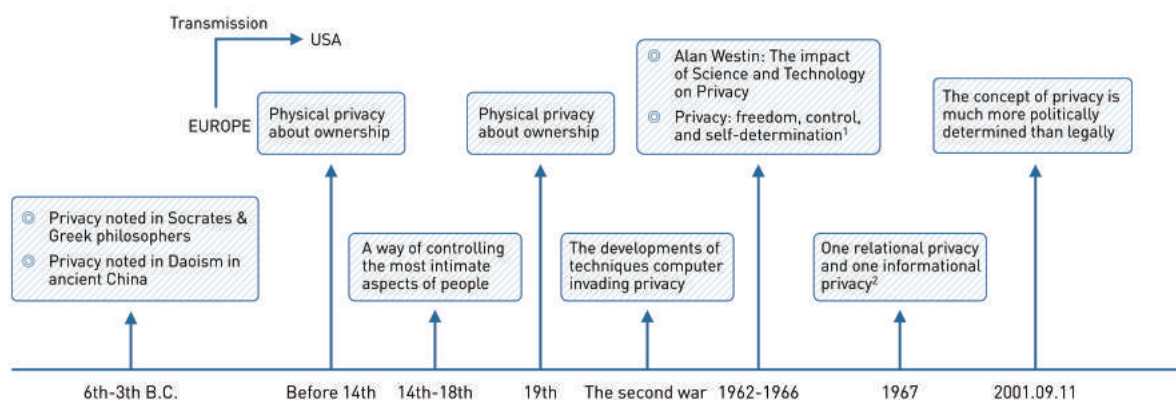 Transmission
USA
EUROPE
Privacy noted in Socrates &
Greek philosophers
Privacy noted in Daoism in
ancient China
Physical privacy
about ownership
A way of controlling
the most intimate
aspects of people
Physical privacy
about ownership
The developments of
techniques computer
invading privacy
Alan Westin: The impact
of Science and Technology
on Privacy
Privacy: freedom, control,
and self-determination¹
One relational privacy
and one informational
privacy²
The concept of privacy is
much more politically
determined than legally
6th-3th B.C.
Before 14th
14th-18th
19th
The second war
1962-1966
1967
2001.09.11